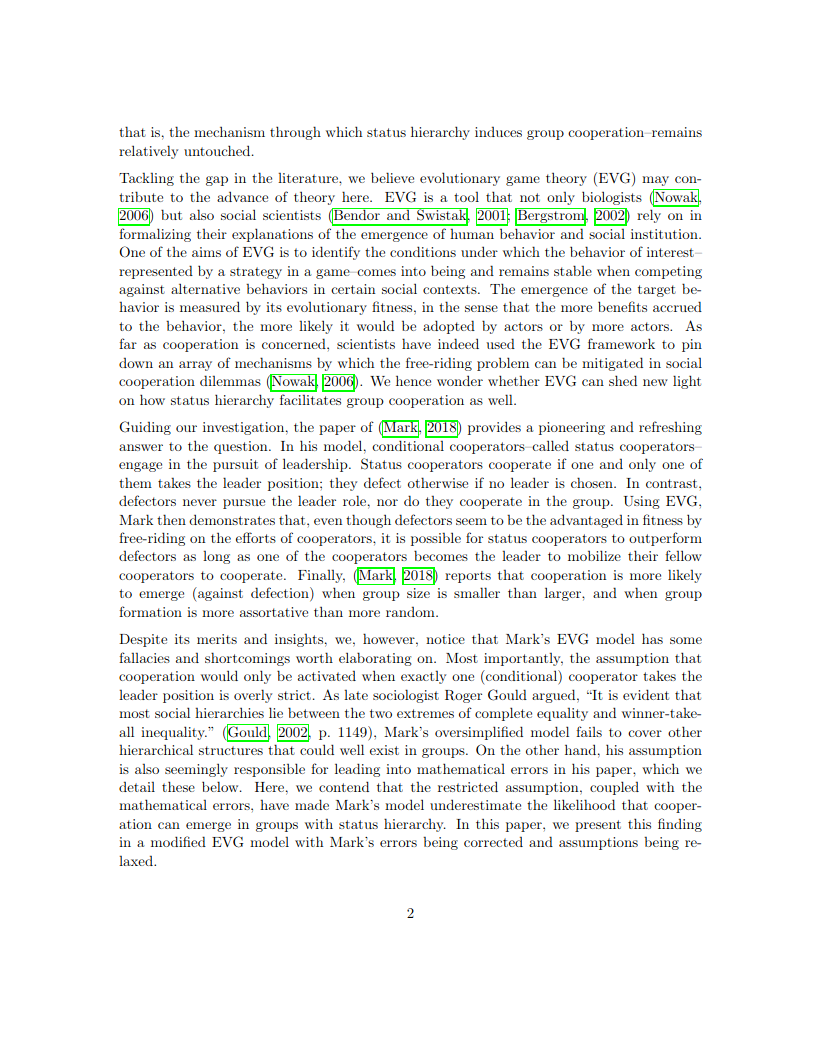 that is, the mechanism through which status hierarchy induces group cooperation–remains
relatively untouched.
Tackling the gap in the literature, we believe evolutionary game theory (EVG) may con-
tribute to the advance of theory here. EVG is a tool that not only biologists (Nowak,
2006) but also social scientists (Bendor and Swistak, 2001; Bergstrom, 2002) rely on in
formalizing their explanations of the emergence of human behavior and social institution.
One of the aims of EVG is to identify the conditions under which the behavior of interest–
represented by a strategy in a game–comes into being and remains stable when competing
against alternative behaviors in certain social contexts. The emergence of the target be-
havior is measured by its evolutionary fitness, in the sense that the more benefits accrued
to the behavior, the more likely it would be adopted by actors or by more actors. As
far as cooperation is concerned, scientists have indeed used the EVG framework to pin
down an array of mechanisms by which the free-riding problem can be mitigated in social
cooperation dilemmas (Nowak, 2006). We hence wonder whether EVG can shed new light
on how status hierarchy facilitates group cooperation as well.
Guiding our investigation, the paper of (Mark, 2018) provides a pioneering and refreshing
answer to the question. In his model, conditional cooperators–called status cooperators–
engage in the pursuit of leadership. Status cooperators cooperate if one and only one of
them takes the leader position; they defect otherwise if no leader is chosen. In contrast,
defectors never pursue the leader role, nor do they cooperate in the group. Using EVG,
Mark then demonstrates that, even though defectors seem to be the advantaged in fitness by
free-riding on the efforts of cooperators, it is possible for status cooperators to outperform
defectors as long as one of the cooperators becomes the leader to mobilize their fellow
cooperators to cooperate. Finally, (Mark, 2018) reports that cooperation is more likely
to emerge (against defection) when group size is smaller than larger, and when group
formation is more assortative than more random.
Despite its merits and insights, we, however, notice that Mark's EVG model has some
fallacies and shortcomings worth elaborating on. Most importantly, the assumption that
cooperation would only be activated when exactly one (conditional) cooperator takes the
leader position is overly strict. As late sociologist Roger Gould argued, “It is evident that
most social hierarchies lie between the two extremes of complete equality and winner-take-
all inequality.” (Gould, 2002, p. 1149), Mark's oversimplified model fails to cover other
hierarchical structures that could well exist in groups. On the other hand, his assumption
is also seemingly responsible for leading into mathematical errors in his paper, which we
detail these below. Here, we contend that the restricted assumption, coupled with the
mathematical errors, have made Mark's model underestimate the likelihood that cooper-
ation can emerge in groups with status hierarchy. In this paper, we present this finding
in a modified EVG model with Mark's errors being corrected and assumptions being re-
laxed.
2